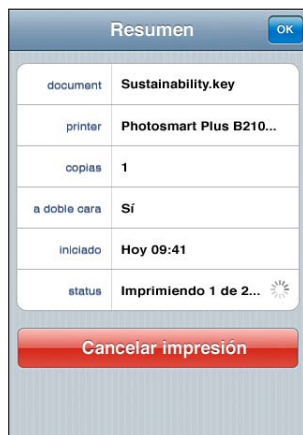 Resumen
OK
document Sustainability.key
printer Photosmart Plus B210...
copias 1
a doble cara Sí
iniciado Hoy 09:41
status Imprimiendo 1 de 2...
Cancelar impresión